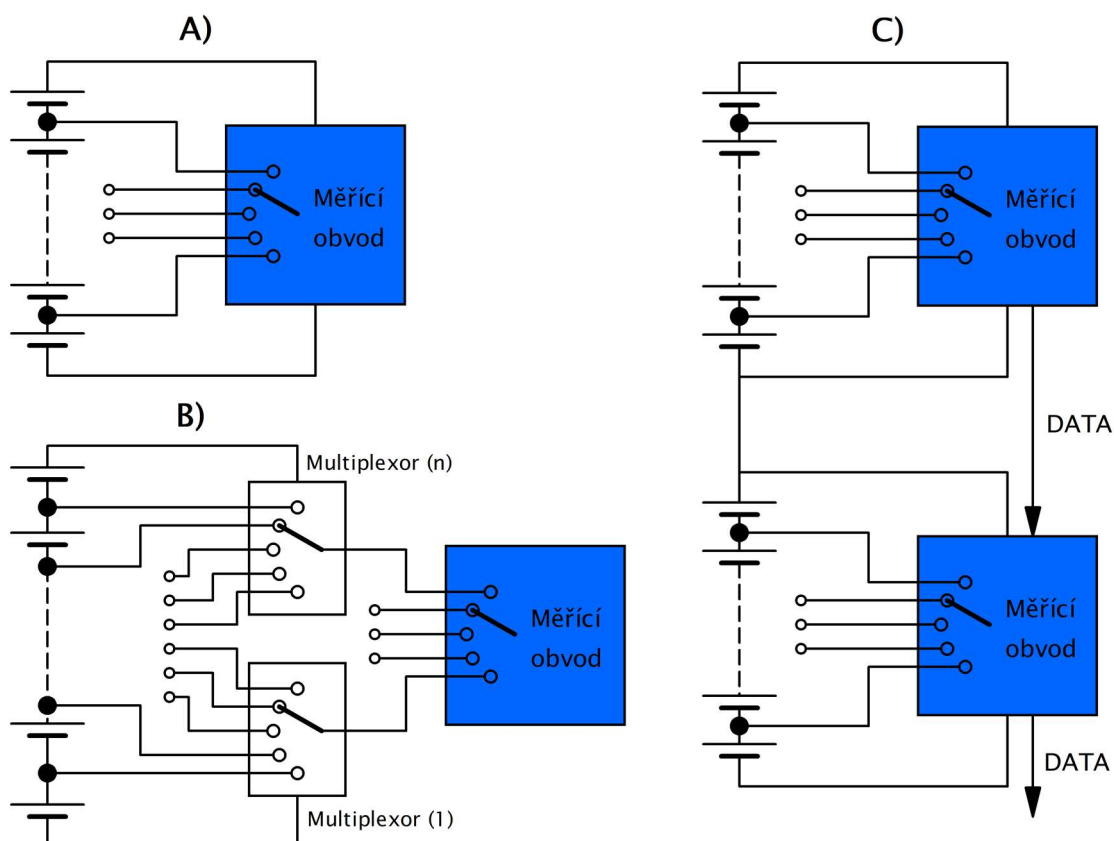 A)
Měřící
obvod
B)
Multiplexor (n)
Měřící
obvod
Multiplexor (1)
C)
Měřící
obvod
DATA
Měřící
obvod
DATA